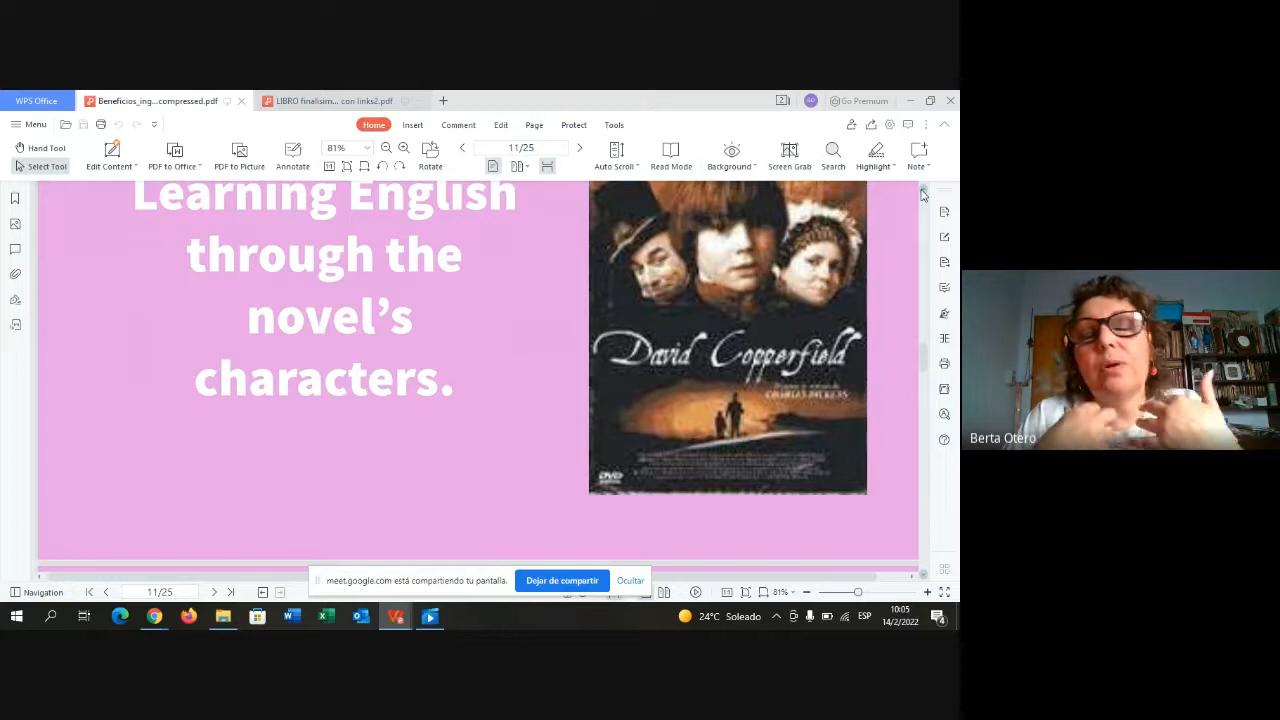 WPS Office
Beneficios_ing...compressed.pdf
LIBRO finalisim... con links2.pdf
2
GO
Go Premium
Menu
Home
Insert
Comment
Edit
Page
Protect
Tools
Hand Tool
Select Tool
Edit Content
PDF to Office
PDF to Picture
Annotate
81%
Rotate
11/25
Auto Scroll
Read Mode
Background
Screen Grab
Search
Highlight
Note
Learning English
through the
novel’s
characters.
David Copperfield
CHARLES DICKENS
DVD
Berta Otero
meet.google.com está compartiendo tu pantalla.
Dejar de compartir
Ocultar
Navigation
11/25
81%
24°C Soleado
ESP
10:05
14/2/2022
4